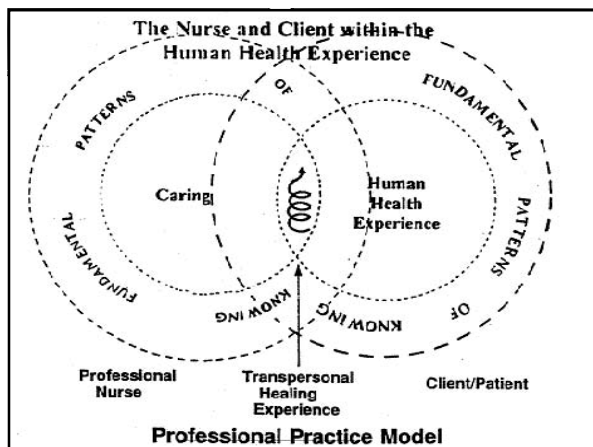 The Nurse and Client within the
Human Health Experience
PATTERNS
OF
FUNDAMENTAL
Caring
Human
Health
Experience
FUNDAMENTAL
PATTERNS
KNOWING
KNOWING
OF
Professional
Nurse
Transpersonal
Healing
Experience
Client/Patient
Professional Practice Model